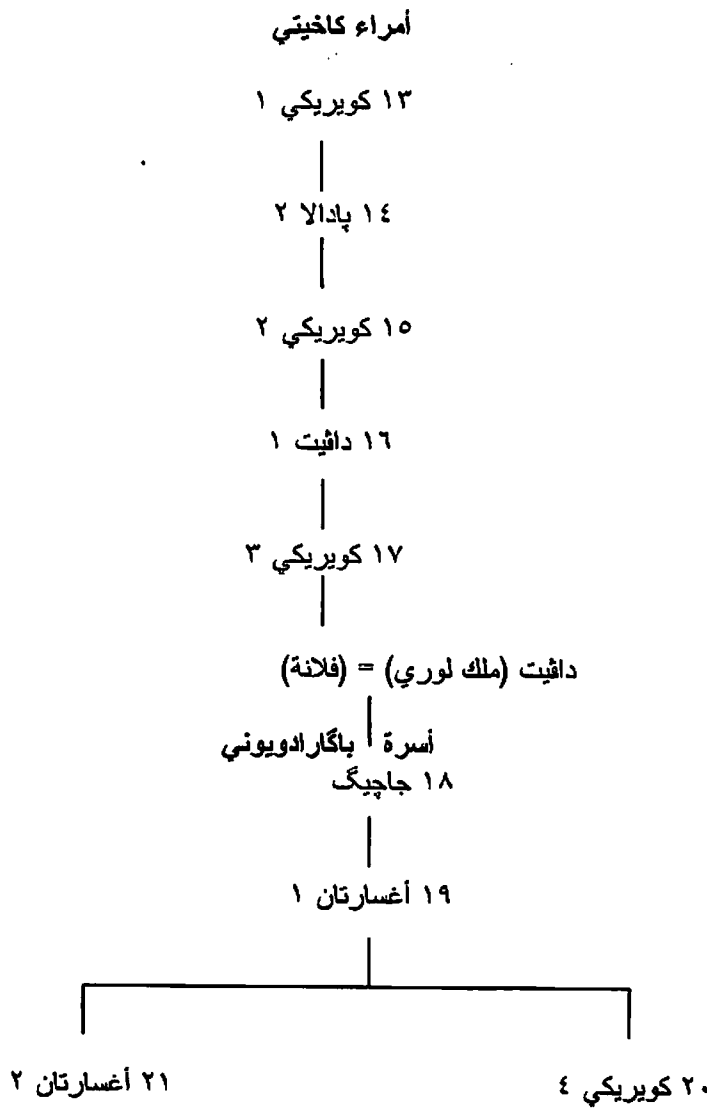 أمراء كاخيتي
١٣ كويريكي ١
١٤ پادالا ٢
١٥ كويريكي ٢
١٦ داڤيت ١
١٧ كويريكي ٣
داڤيت (ملك لوري) = (فلانة)
أسرة باگارادويوني
١٨ جاچيگ
١٩ أغسارتان ١
٢٠ كويريكي ٤
٢١ أغسارتان ٢